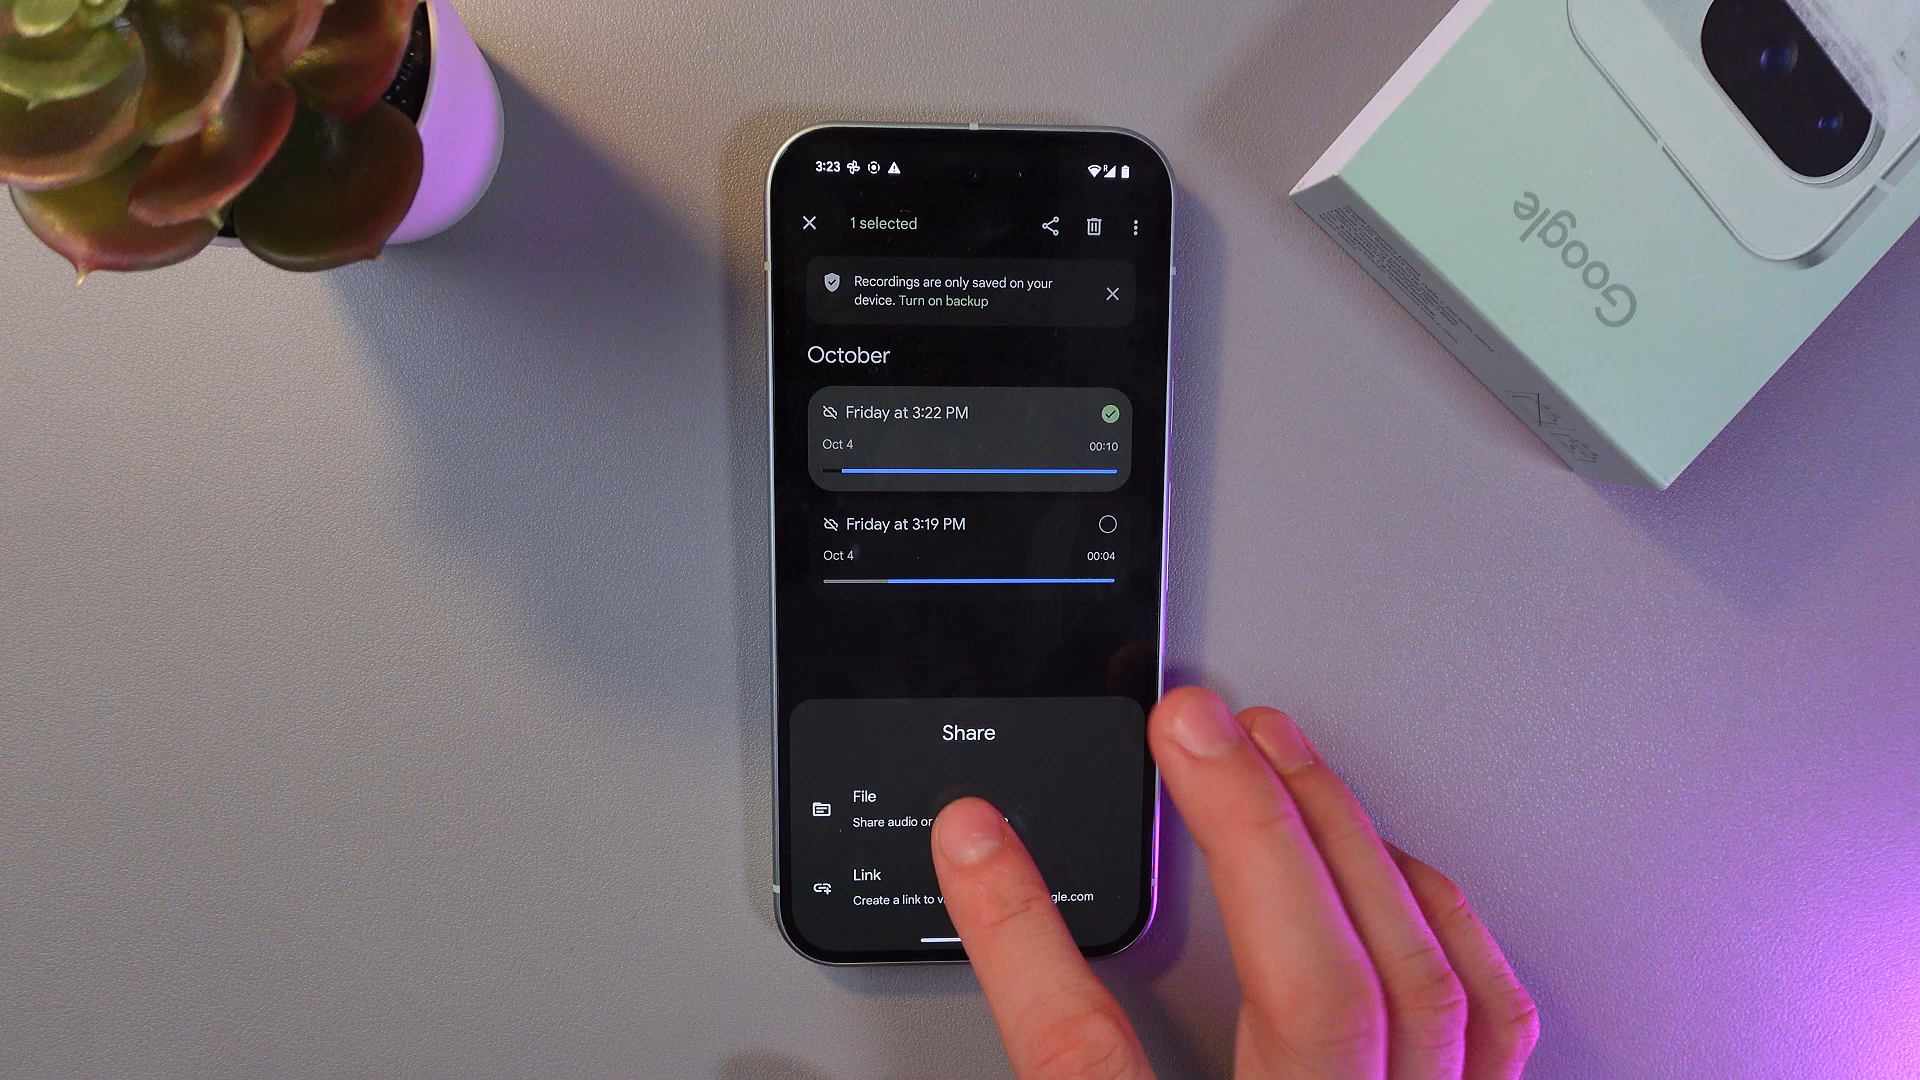 3:23
1 selected
Recordings are only saved on your
device. Turn on backup
October
Friday at 3:22 PM
Oct 4
00:10
Friday at 3:19 PM
Oct 4
00:04
Share
File
Share audio or
Link
Create a link to
gle.com
Google